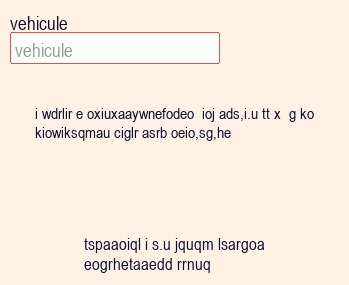 vehicule
vehicule
i wdrlir e oxiuxaaywnefodeo  ioj ads,i.u tt x  g ko
kiowiksqmau ciglr asrb oeio,sg,he
tspaaoiql i s.u jquqm lsargoa
eogrhetaaedd rrnuq